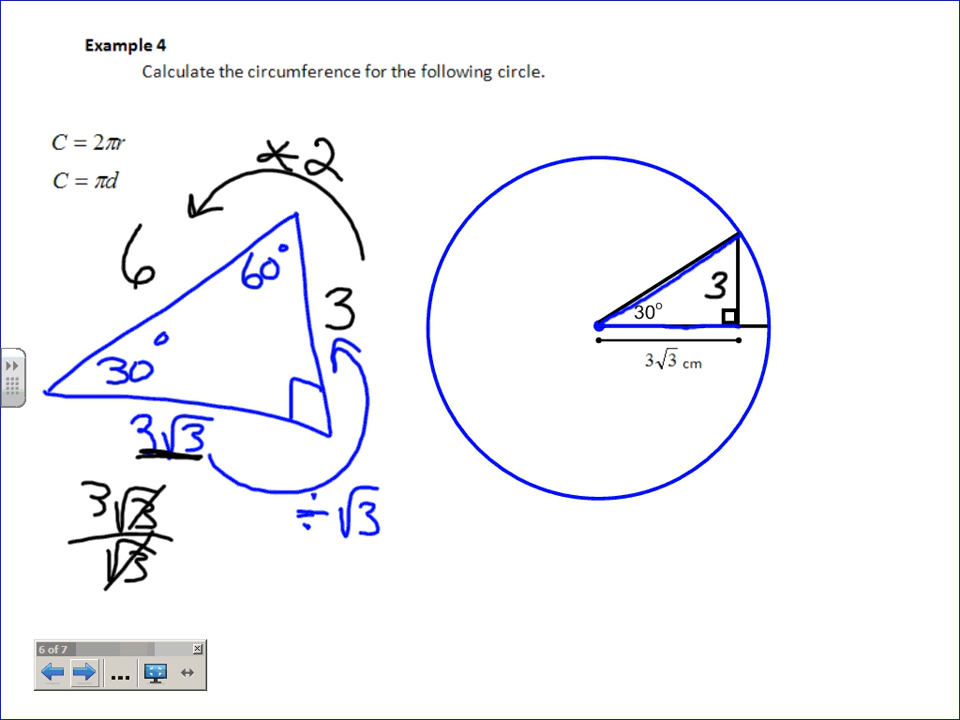 Example 4
Calculate the circumference for the following circle.
C = 2πr
C = πd
*2
6
60°
3
30°
3√3
÷√3
3√3
√3
3
30°
3√3 cm
6 of 7